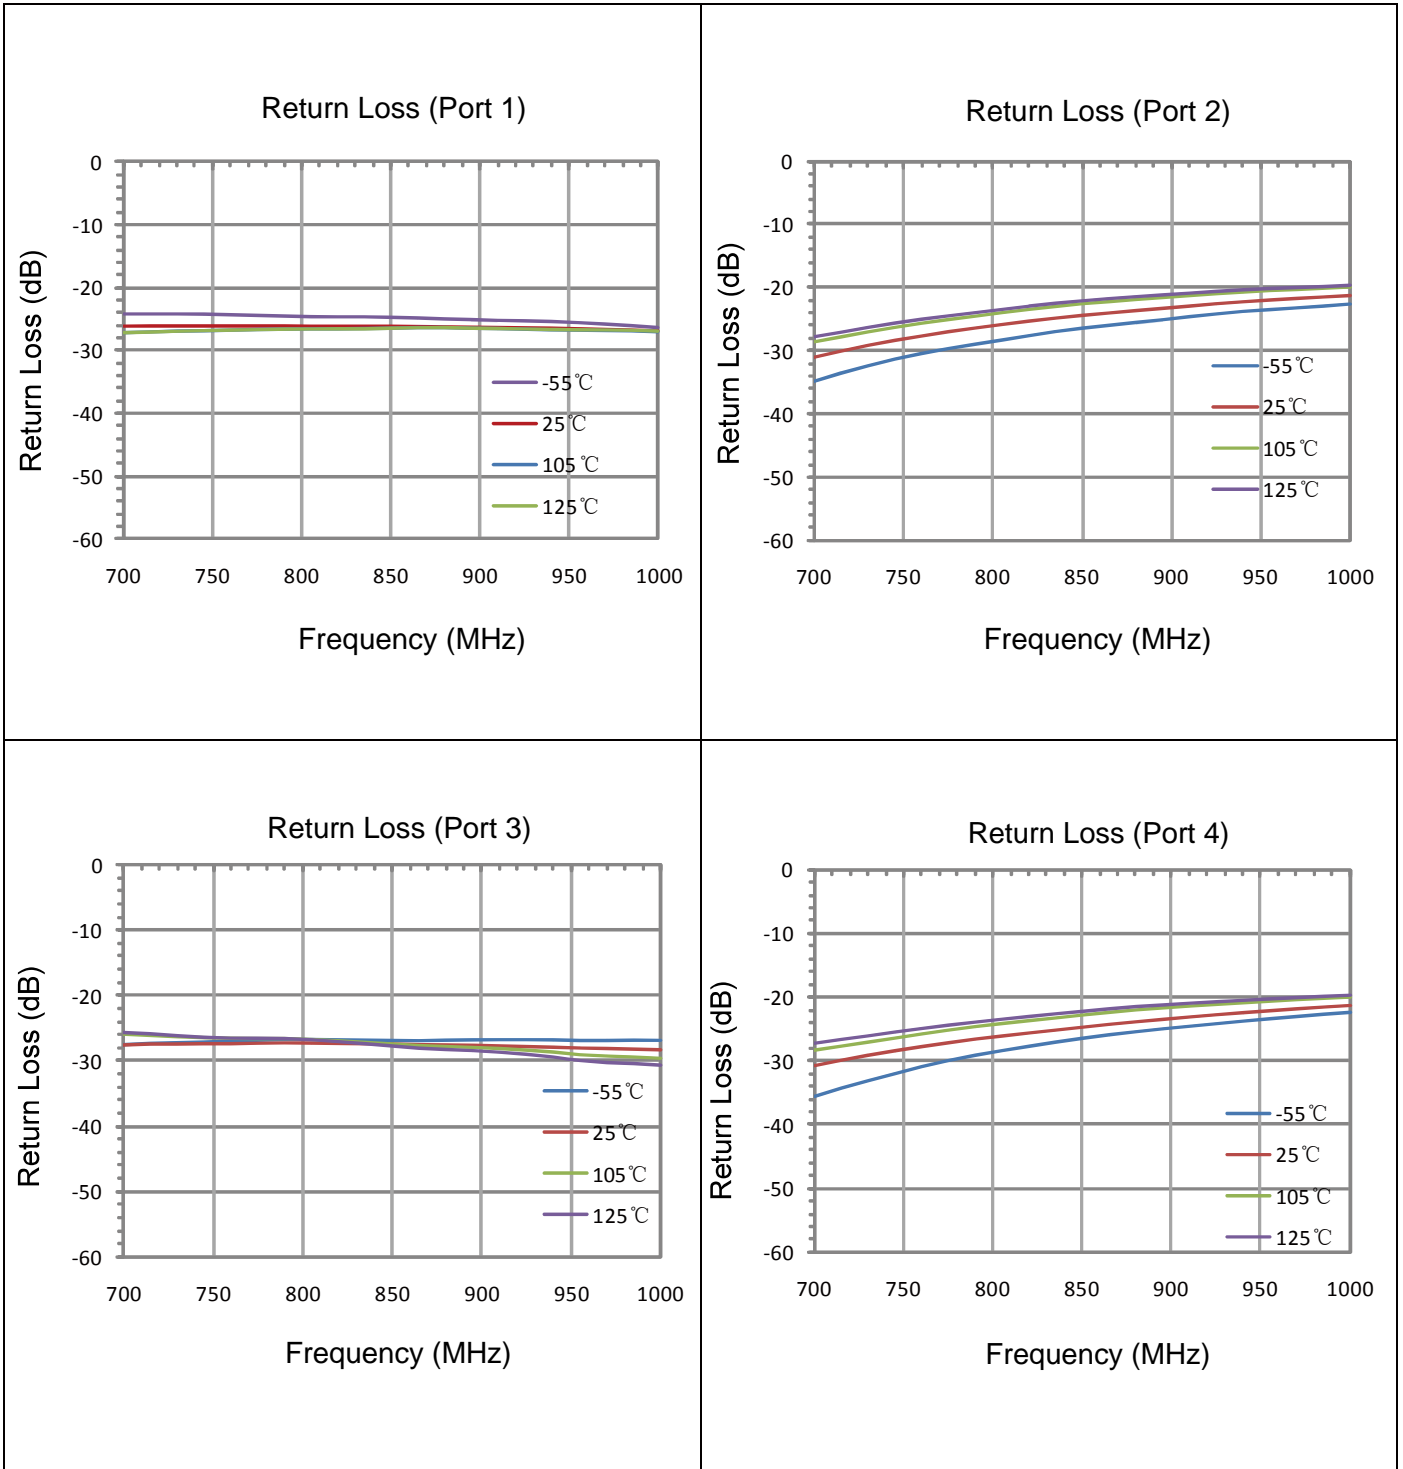 Return Loss (Port 1)
Return Loss (dB)
0
-10
-20
-30
-40
-50
-60
-55℃
25℃
105℃
125℃
700 750 800 850 900 950 1000
Frequency (MHz)
Return Loss (Port 2)
Return Loss (dB)
0
-10
-20
-30
-40
-50
-60
-55℃
25℃
105℃
125℃
700 750 800 850 900 950 1000
Frequency (MHz)
Return Loss (Port 3)
Return Loss (dB)
0
-10
-20
-30
-40
-50
-60
-55℃
25℃
105℃
125℃
700 750 800 850 900 950 1000
Frequency (MHz)
Return Loss (Port 4)
Return Loss (dB)
0
-10
-20
-30
-40
-50
-60
-55℃
25℃
105℃
125℃
700 750 800 850 900 950 1000
Frequency (MHz)